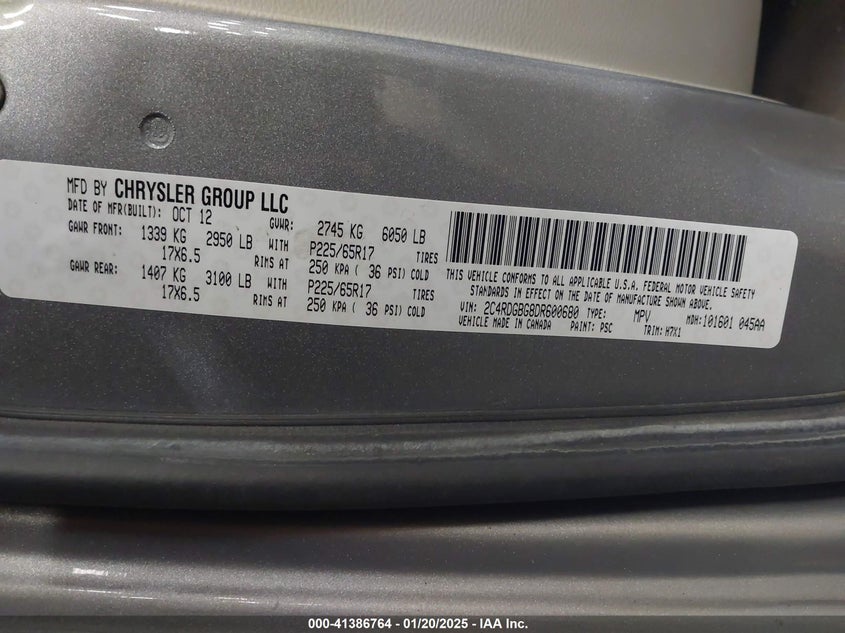 MFD BY CHRYSLER GROUP LLC
DATE OF MFR(BUILT): OCT 12 GVWR: 2745 KG 6050 LB
GAWR FRONT: 1339 KG 2950 LB WITH P225/65R17 TIRES
17X6.5 RIMS AT 250 KPA ( 36 PSI) COLD
GAWR REAR: 1407 KG 3100 LB WITH P225/65R17 TIRES
17X6.5 RIMS AT 250 KPA ( 36 PSI) COLD
THIS VEHICLE CONFORMS TO ALL APPLICABLE U.S.A. FEDERAL MOTOR VEHICLE SAFETY
STANDARDS IN EFFECT ON THE DATE OF MANUFACTURE SHOWN ABOVE.
VIN: 2C4RDGBG8DR600680 TYPE: MPV MDH: 101601 045AA
VEHICLE MADE IN CANADA PAINT: PSC TRIM: H7X1
000-41386764 - 01/20/2025 - IAA Inc.